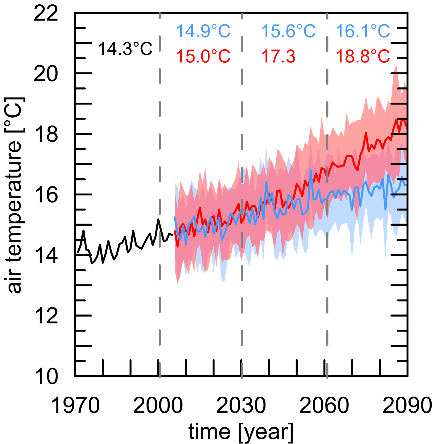 22
20
18
16
14
12
10
air temperature [°C]
14.3°C
14.9°C
15.0°C
15.6°C
17.3
16.1°C
18.8°C
1970
2000
2030
2060
2090
time [year]